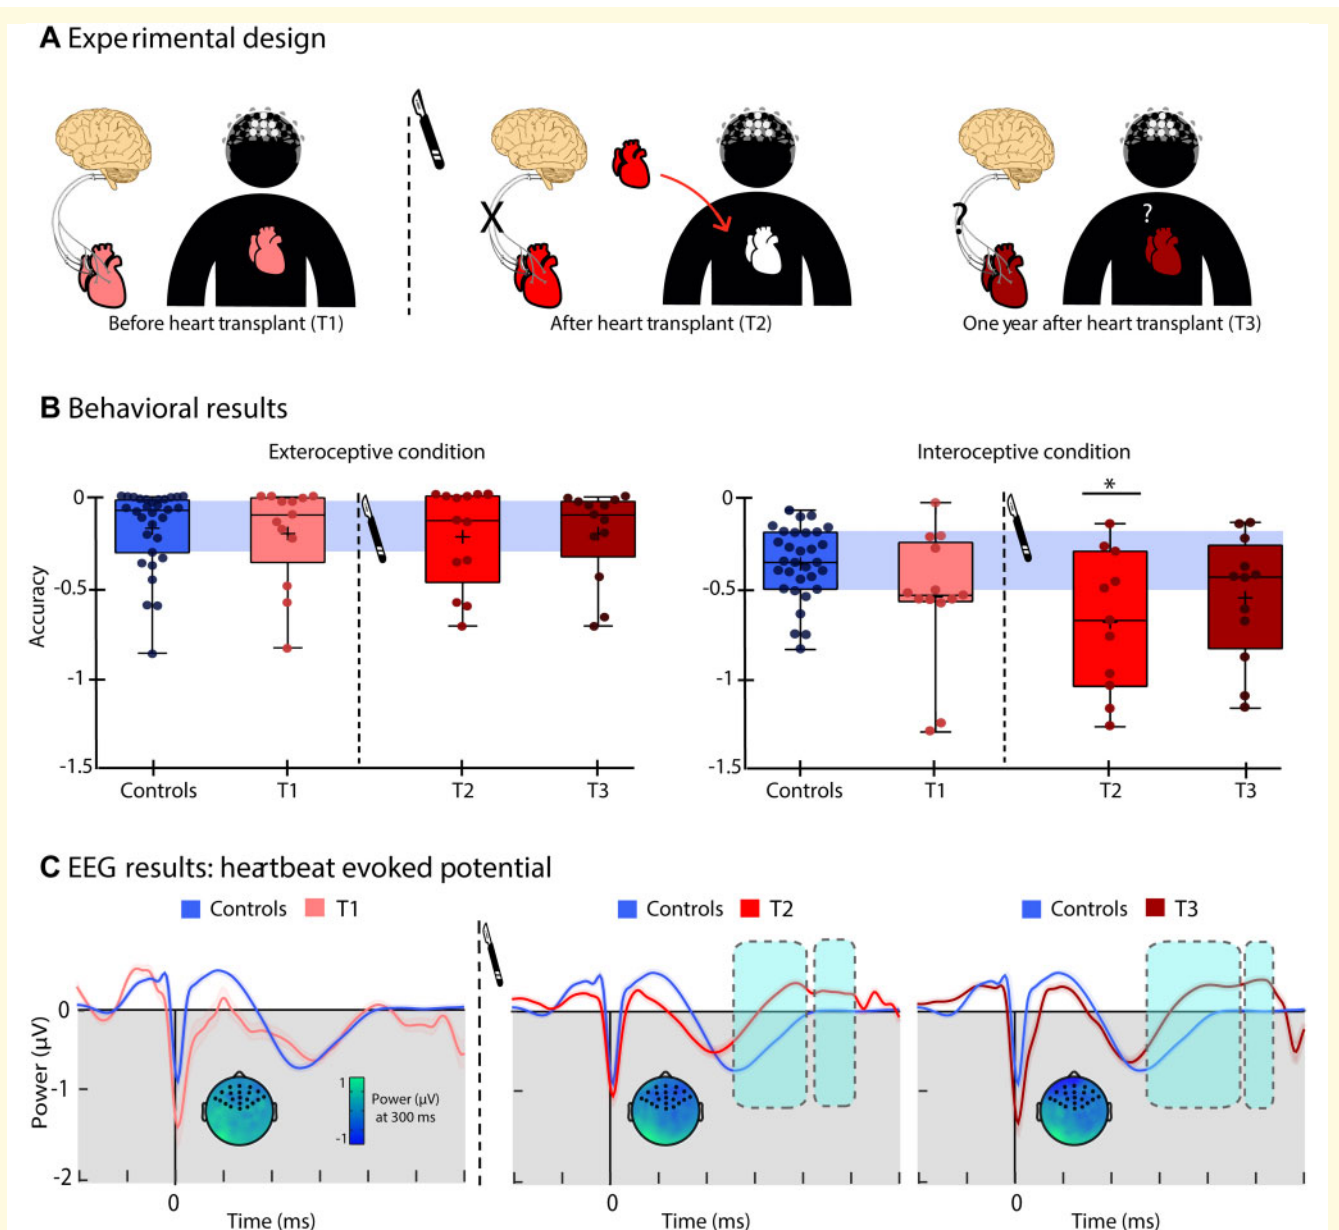 A Experimental design
X
?
?
Before heart transplant (T1)
After heart transplant (T2)
One year after heart transplant (T3)
B Behavioral results
Exteroceptive condition
Interoceptive condition
Accuracy
0
-0.5
-1
-1.5
Controls
T1
T2
T3
0
-0.5
-1
-1.5
*
Controls
T1
T2
T3
C EEG results: heartbeat evoked potential
Controls T1
Controls T2
Controls T3
Power (µV)
0
-1
-2
1
-1
Power (µV)
at 300 ms
0
0
0
Time (ms)
Time (ms)
Time (ms)